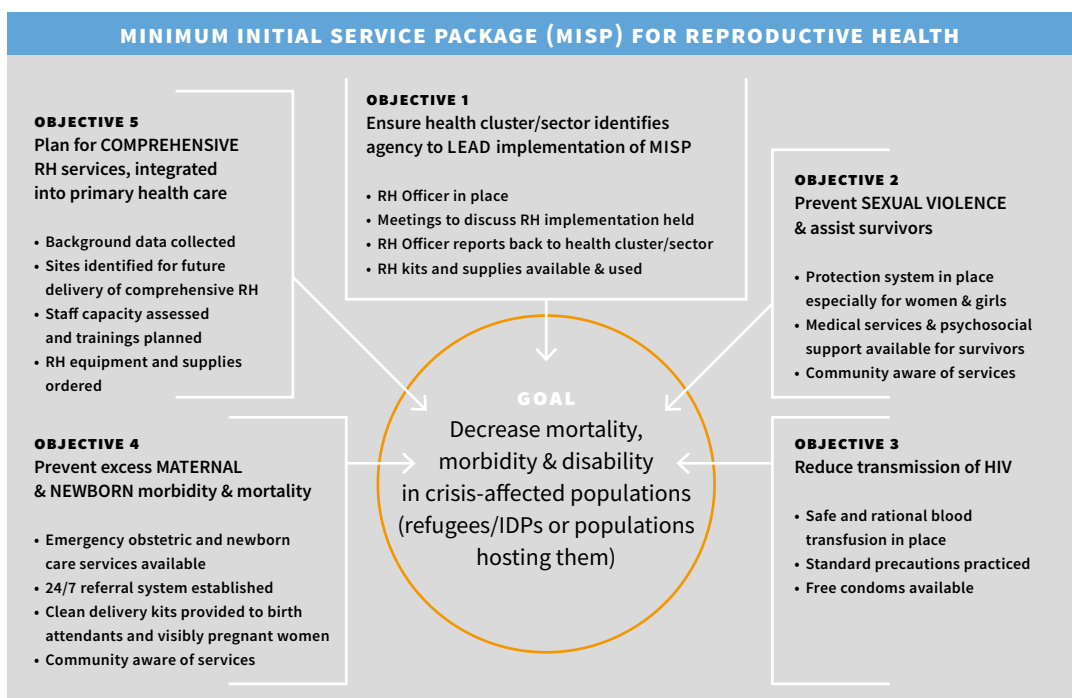 MINIMUM INITIAL SERVICE PACKAGE (MISP) FOR REPRODUCTIVE HEALTH
OBJECTIVE 1
Ensure health cluster/sector identifies
agency to LEAD implementation of MISP
• RH Officer in place
• Meetings to discuss RH implementation held
• RH Officer reports back to health cluster/sector
• RH kits and supplies available & used
OBJECTIVE 2
Prevent SEXUAL VIOLENCE
& assist survivors
• Protection system in place
especially for women & girls
• Medical services & psychosocial
support available for survivors
• Community aware of services
OBJECTIVE 3
Reduce transmission of HIV
• Safe and rational blood
transfusion in place
• Standard precautions practiced
• Free condoms available
OBJECTIVE 4
Prevent excess MATERNAL
& NEWBORN morbidity & mortality
• Emergency obstetric and newborn
care services available
• 24/7 referral system established
• Clean delivery kits provided to birth
attendants and visibly pregnant women
• Community aware of services
OBJECTIVE 5
Plan for COMPREHENSIVE
RH services, integrated
into primary health care
• Background data collected
• Sites identified for future
delivery of comprehensive RH
• Staff capacity assessed
and trainings planned
• RH equipment and supplies
ordered
GOAL
Decrease mortality,
morbidity & disability
in crisis-affected populations
(refugees/IDPs or populations
hosting them)